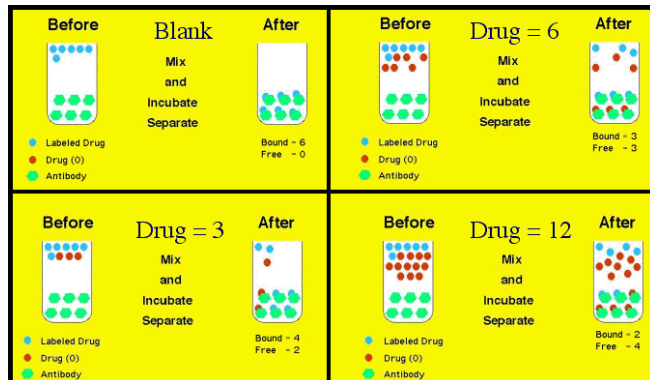 Before
Blank
After
Mix
and
Incubate
Separate
Labeled Drug
Drug (0)
Antibody
Bound - 6
Free - 0
Before
Drug = 6
After
Mix
and
Incubate
Separate
Labeled Drug
Drug (0)
Antibody
Bound - 3
Free - 3
Before
Drug = 3
After
Mix
and
Incubate
Separate
Labeled Drug
Drug (0)
Antibody
Bound - 4
Free - 2
Before
Drug = 12
After
Mix
and
Incubate
Separate
Labeled Drug
Drug (0)
Antibody
Bound - 2
Free - 4